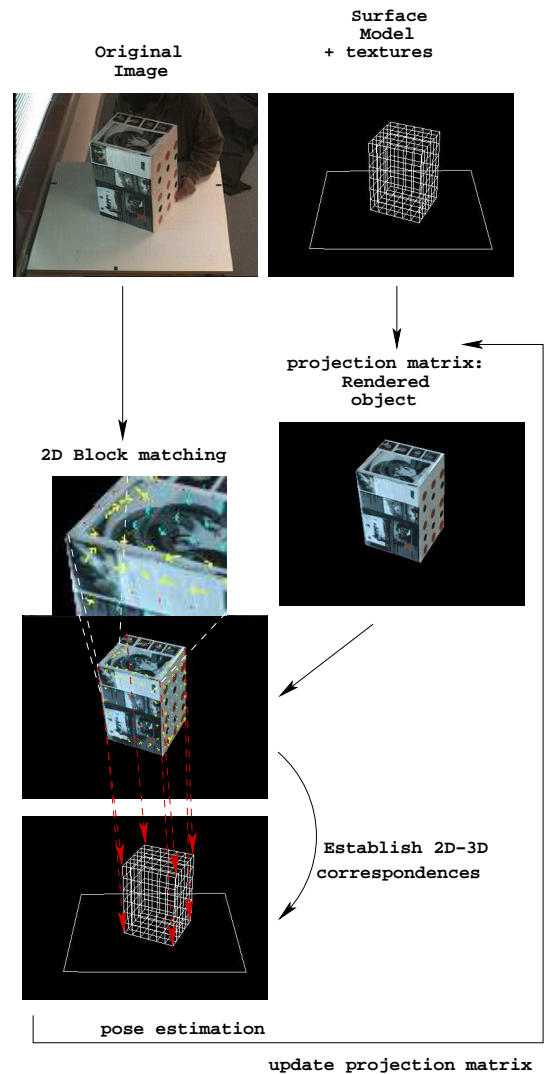 Original
Image
Surface
Model
+ textures
projection matrix:
Rendered
object
2D Block matching
Establish 2D-3D
correspondences
pose estimation
update projection matrix